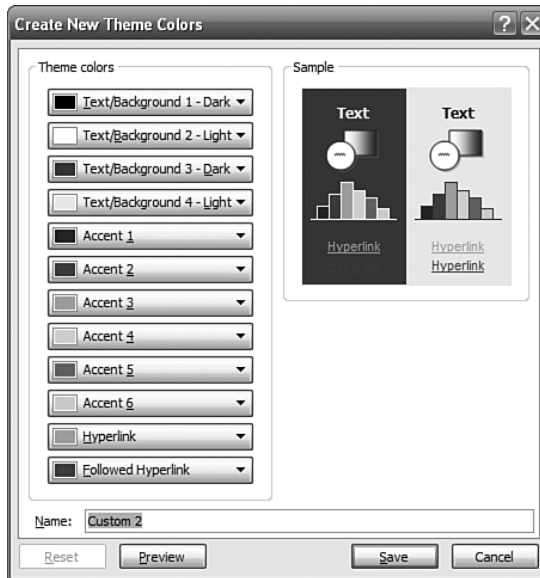 Create New Theme Colors
Theme colors
Text/Background 1 - Dark
Text/Background 2 - Light
Text/Background 3 - Dark
Text/Background 4 - Light
Accent 1
Accent 2
Accent 3
Accent 4
Accent 5
Accent 6
Hyperlink
Followed Hyperlink
Sample
Text Text
Hyperlink Hyperlink
Hyperlink Hyperlink
Name: Custom 2
Reset Preview Save Cancel